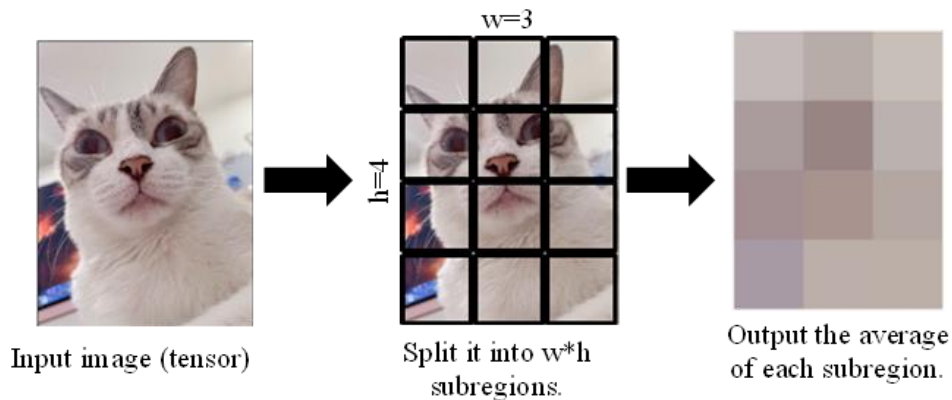 w=3
h=4
Input image (tensor)
Split it into w*h
subregions.
Output the average
of each subregion.